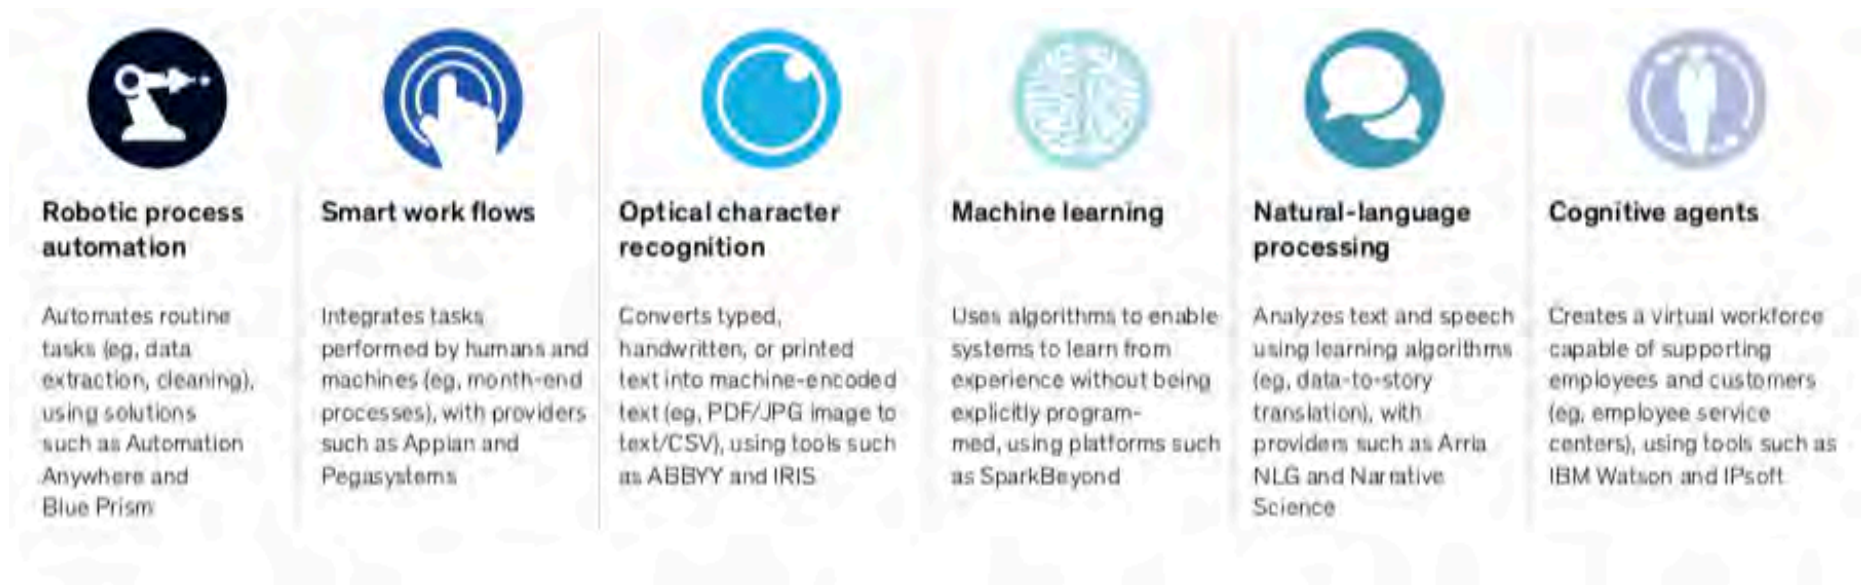 Robotic process
automation
Automates routine
tasks (eg, data
extraction, cleaning),
using solutions
such as Automation
Anywhere and
Blue Prism
Smart work flows
Integrates tasks
performed by humans and
machines (eg, month-end
processes), with providers
such as Appian and
Pegasystems
Optical character
recognition
Converts typed,
handwritten, or printed
text into machine-encoded
text (eg, PDF/JPG image to
text/CSV), using tools such
as ABBYY and IRIS
Machine learning
Uses algorithms to enable
systems to learn from
experience without being
explicitly program-
med, using platforms such
as SparkBeyond
Natural-language
processing
Analyzes text and speech
using learning algorithms
(eg, data-to-story
translation), with
providers such as Arria
NLG and Narrative
Science
Cognitive agents
Creates a virtual workforce
capable of supporting
employees and customers
(eg, employee service
centers), using tools such as
IBM Watson and IPsoft